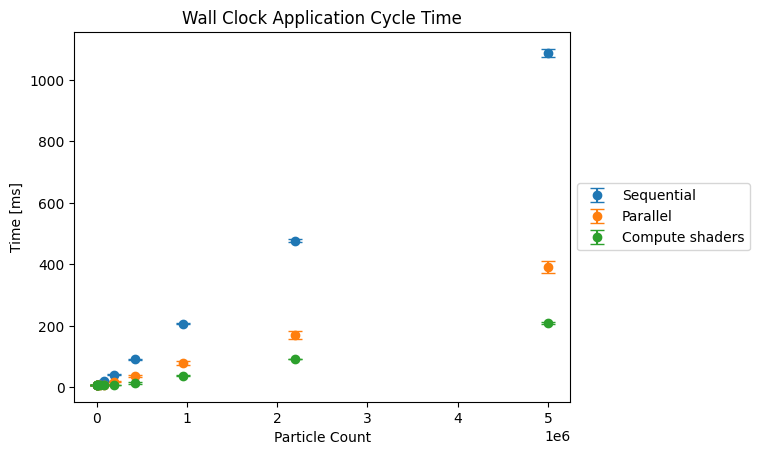 Wall Clock Application Cycle Time
Time [ms]
1000
800
600
400
200
0
0
1
2
3
4
5
1e6
Particle Count
Sequential
Parallel
Compute shaders